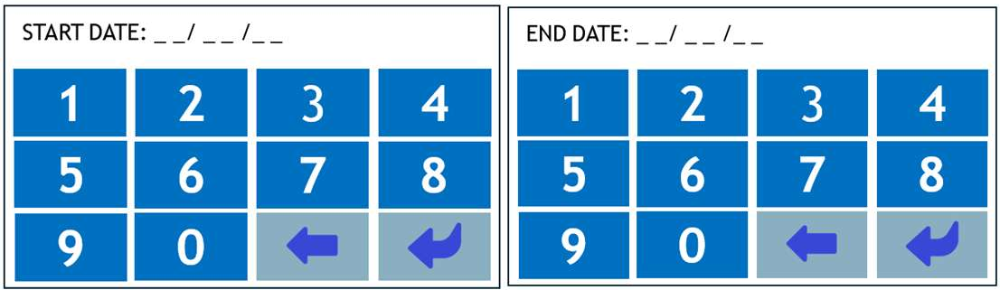 START DATE: _ _/ _ _ /_ _
1 2 3 4
5 6 7 8
9 0
END DATE: _ _/ _ _ /_ _
1 2 3 4
5 6 7 8
9 0